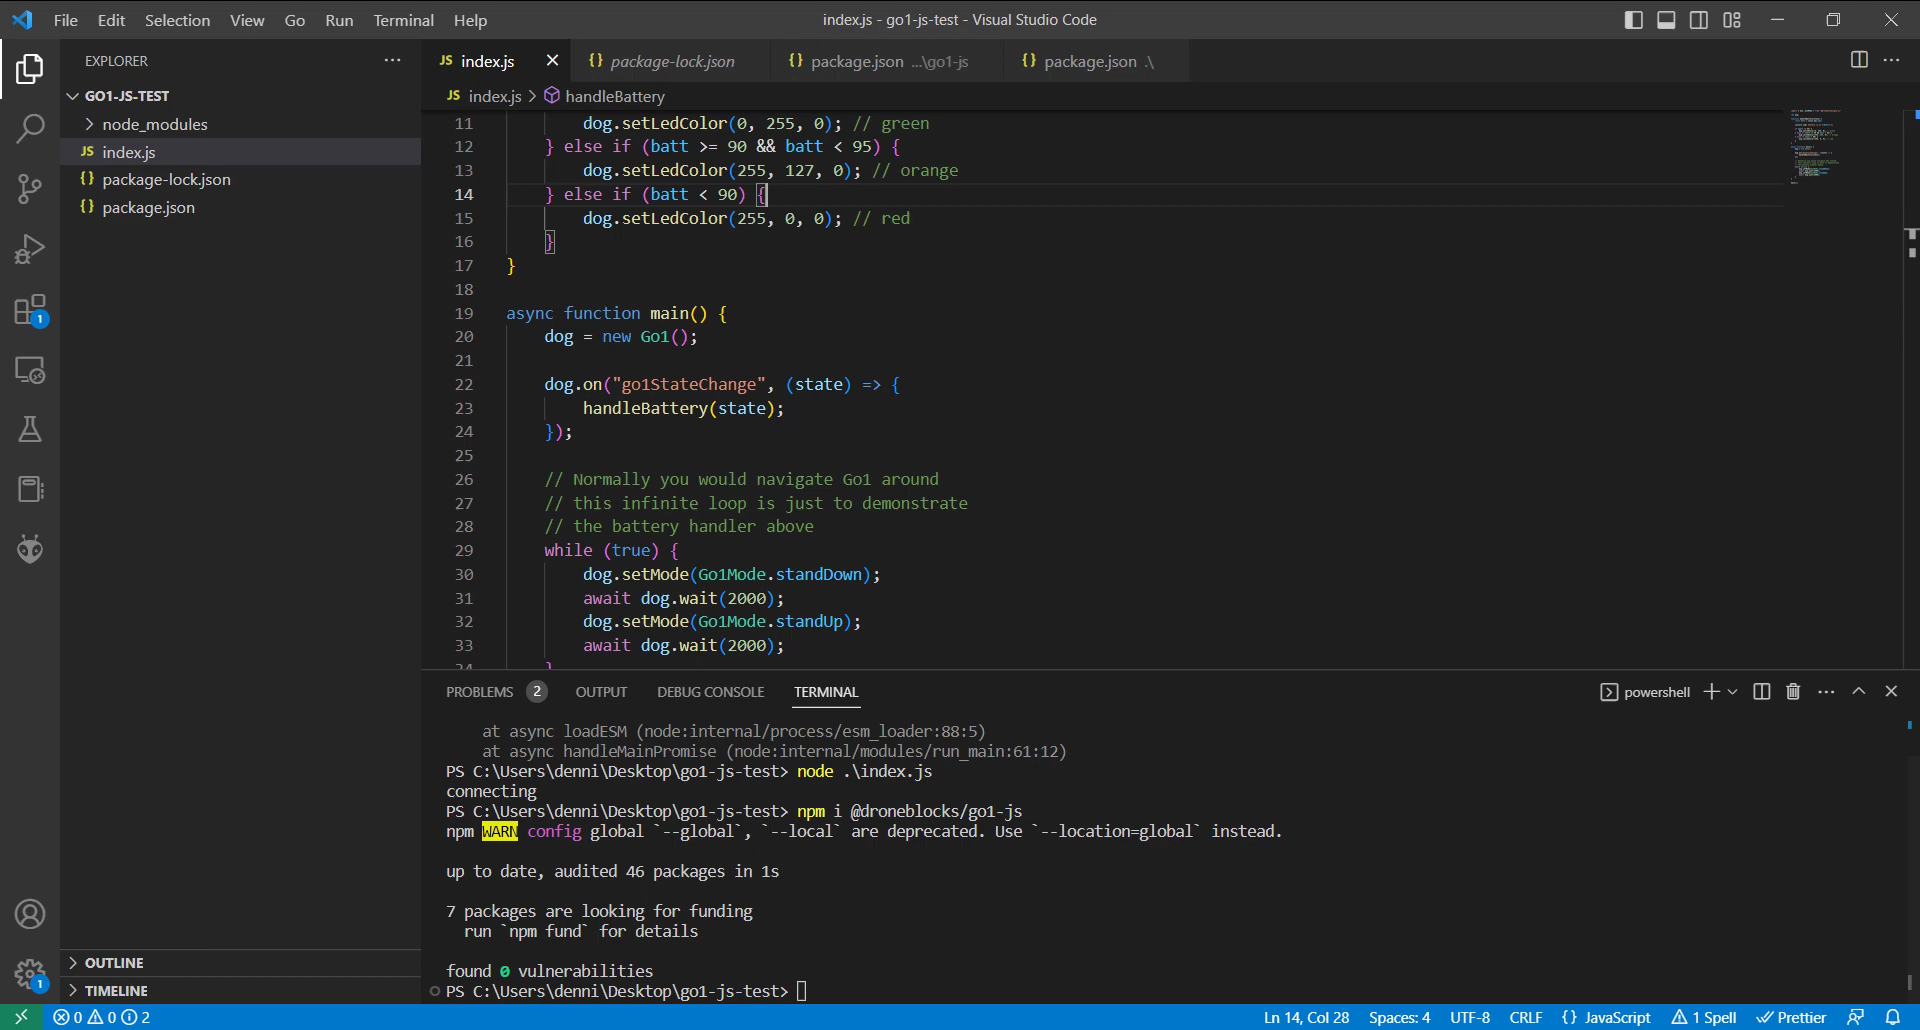 File Edit Selection View Go Run Terminal Help
index.js - go1-js-test - Visual Studio Code
EXPLORER
GO1-JS-TEST
node_modules
JS index.js
{} package-lock.json
{} package.json
1
1
OUTLINE
TIMELINE
JS index.js {} package-lock.json {} package.json ...\go1-js {} package.json .\
JS index.js > handleBattery
11 dog.setLedColor(0, 255, 0); // green
12 } else if (batt >= 90 && batt < 95) {
13 dog.setLedColor(255, 127, 0); // orange
14 } else if (batt < 90) {
15 dog.setLedColor(255, 0, 0); // red
16 }
17 }
18
19 async function main() {
20 dog = new Go1();
21
22 dog.on("go1StateChange", (state) => {
23 handleBattery(state);
24 });
25
26 // Normally you would navigate Go1 around
27 // this infinite loop is just to demonstrate
28 // the battery handler above
29 while (true) {
30 dog.setMode(Go1Mode.standDown);
31 await dog.wait(2000);
32 dog.setMode(Go1Mode.standUp);
33 await dog.wait(2000);
34 }
PROBLEMS 2 OUTPUT DEBUG CONSOLE TERMINAL
powershell
at async loadESM (node:internal/process/esm_loader:88:5)
at async handleMainPromise (node:internal/modules/run_main:61:12)
PS C:\Users\denni\Desktop\go1-js-test> node .\index.js
connecting
PS C:\Users\denni\Desktop\go1-js-test> npm i @droneblocks/go1-js
npm WARN config global `--global`, `--local` are deprecated. Use `--location=global` instead.
up to date, audited 46 packages in 1s
7 packages are looking for funding
run `npm fund` for details
found 0 vulnerabilities
PS C:\Users\denni\Desktop\go1-js-test>
0 0 2
Ln 14, Col 28 Spaces: 4 UTF-8 CRLF {} JavaScript 1 Spell Prettier